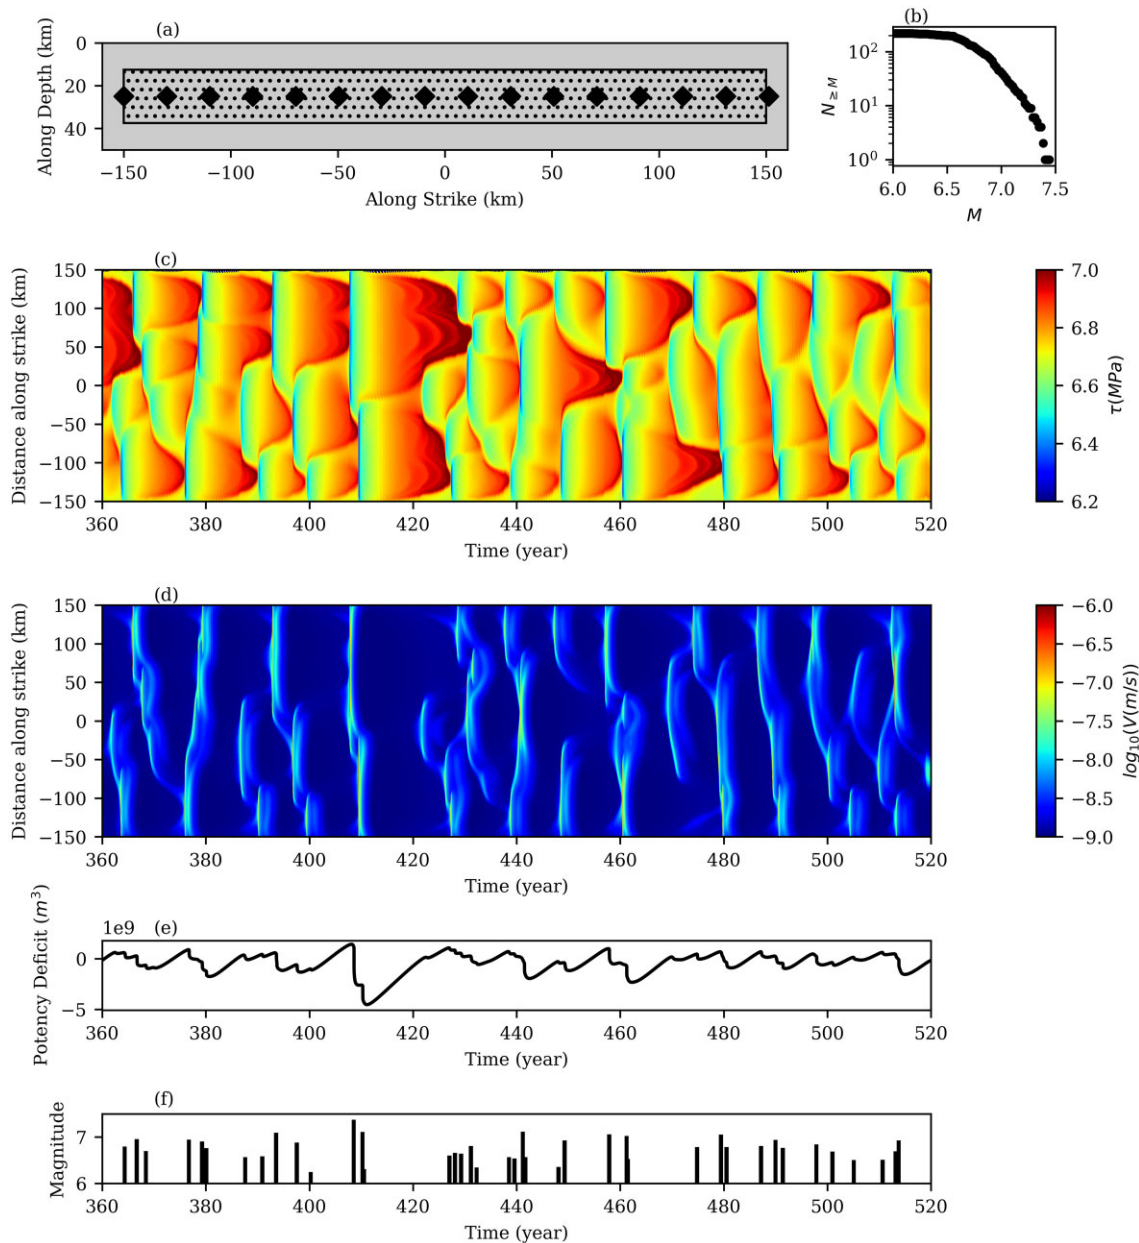 (a)
0
20
40
Along Depth (km)
−150 −100 −50 0 50 100 150
Along Strike (km)
(b)
10²
10¹
10⁰
N≥M
6.0 6.5 7.0 7.5
M
(c)
150
100
50
0
−50
−100
−150
Distance along strike (km)
360 380 400 420 440 460 480 500 520
Time (year)
7.0
6.8
6.6
6.4
6.2
τ(MPa)
(d)
150
100
50
0
−50
−100
−150
Distance along strike (km)
360 380 400 420 440 460 480 500 520
Time (year)
−6.0
−6.5
−7.0
−7.5
−8.0
−8.5
−9.0
log₁₀(V(m/s))
1e9 (e)
0
−5
Potency Deficit (m³)
360 380 400 420 440 460 480 500 520
Time (year)
(f)
7
6
Magnitude
360 380 400 420 440 460 480 500 520
Time (year)